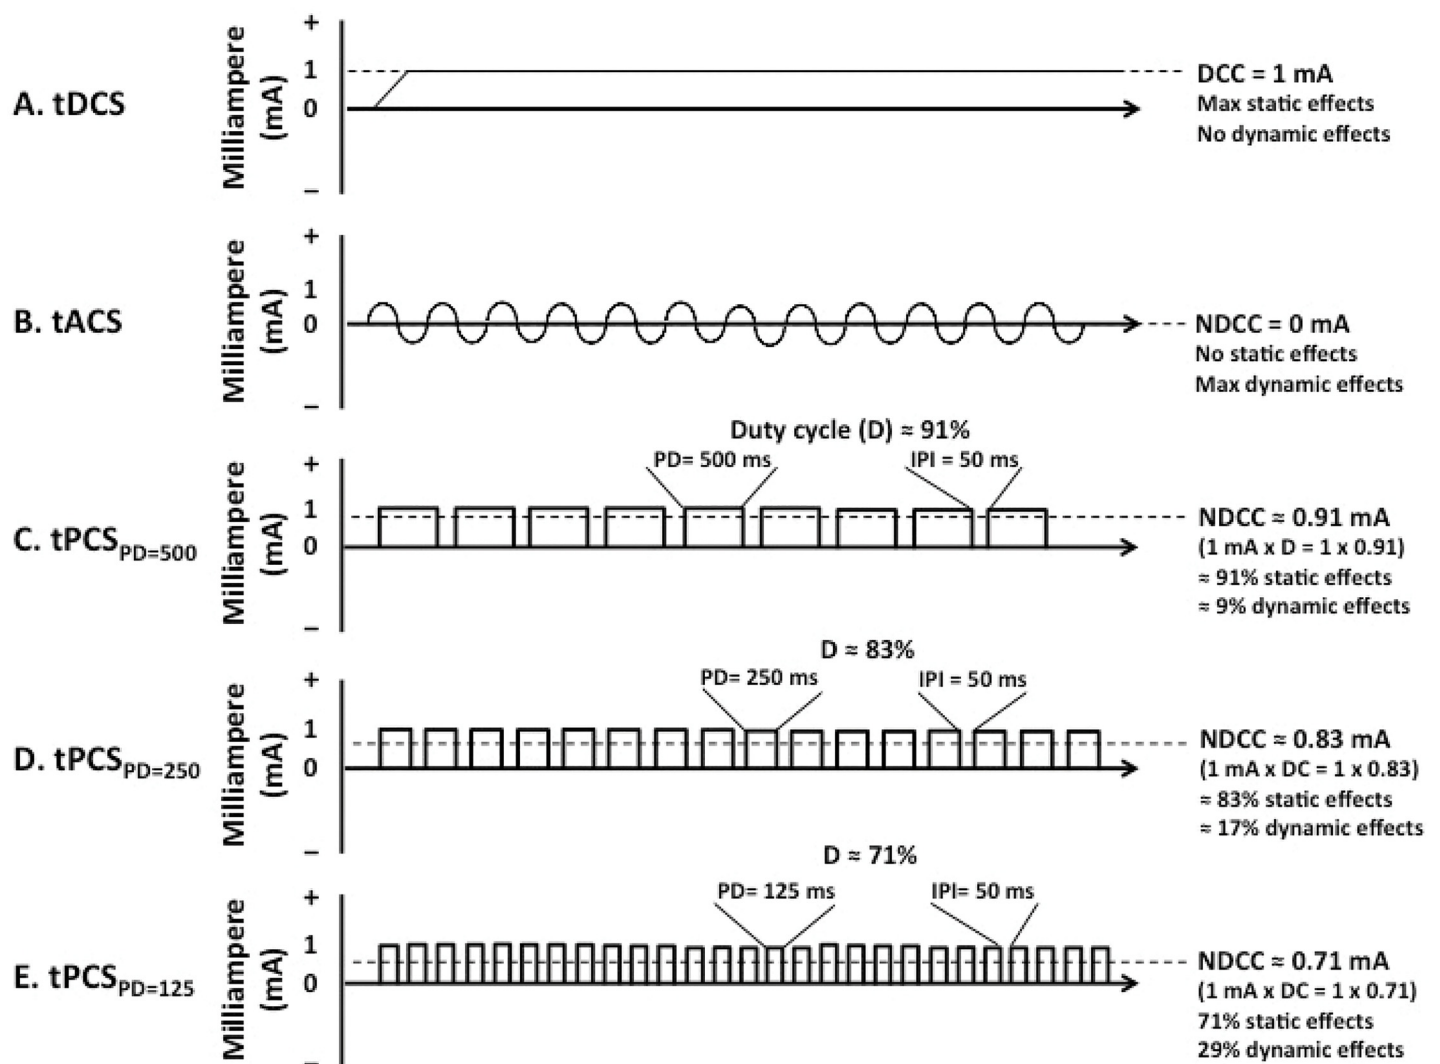 A. tDCS
Milliampere
(mA)
+
1
0
–
DCC = 1 mA
Max static effects
No dynamic effects
B. tACS
Milliampere
(mA)
+
1
0
–
NDCC = 0 mA
No static effects
Max dynamic effects
C. tPCSPD=500
Milliampere
(mA)
+
1
0
–
Duty cycle (D) ≈ 91%
PD= 500 ms
IPI = 50 ms
NDCC ≈ 0.91 mA
(1 mA x D = 1 x 0.91)
≈ 91% static effects
≈ 9% dynamic effects
D. tPCSPD=250
Milliampere
(mA)
+
1
0
–
D ≈ 83%
PD= 250 ms
IPI = 50 ms
NDCC ≈ 0.83 mA
(1 mA x DC = 1 x 0.83)
≈ 83% static effects
≈ 17% dynamic effects
E. tPCSPD=125
Milliampere
(mA)
+
1
0
–
D ≈ 71%
PD= 125 ms
IPI= 50 ms
NDCC ≈ 0.71 mA
(1 mA x DC = 1 x 0.71)
71% static effects
29% dynamic effects